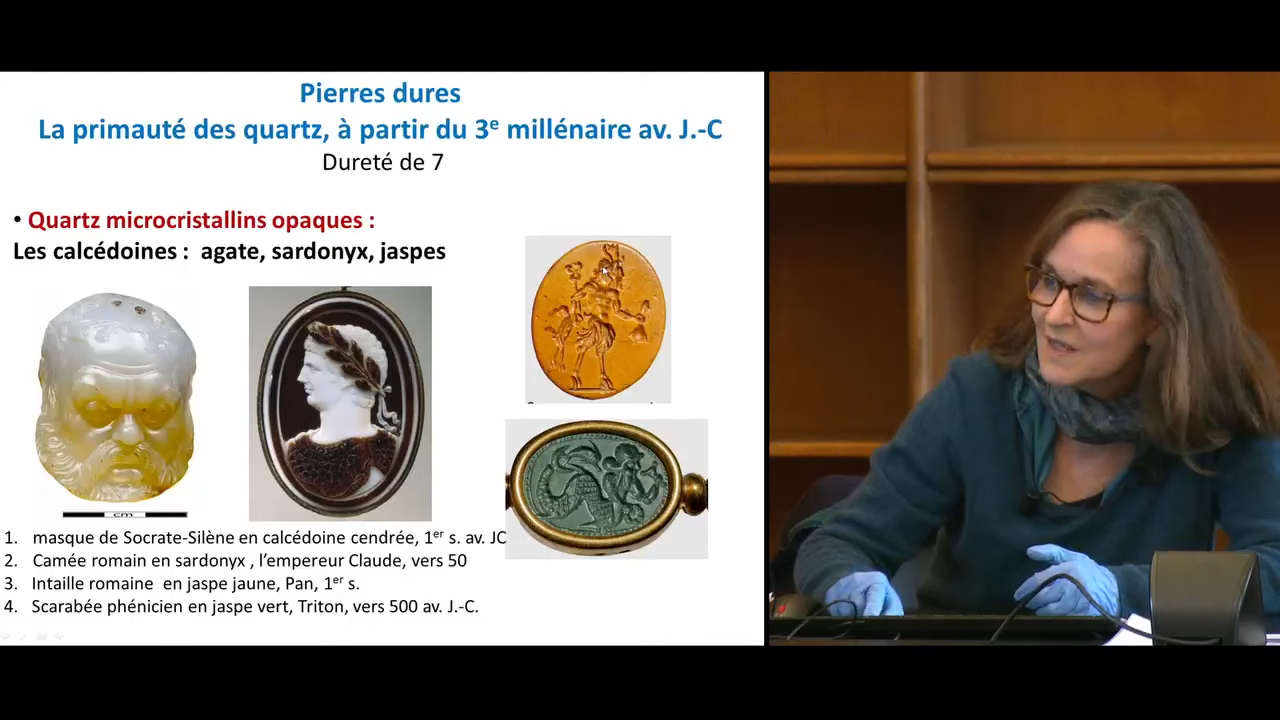 Pierres dures
La primauté des quartz, à partir du 3e millénaire av. J.-C
Dureté de 7
• Quartz microcristallins opaques :
Les calcédoines : agate, sardonyx, jaspes
cm
1. masque de Socrate-Silène en calcédoine cendrée, 1er s. av. JC
2. Camée romain en sardonyx , l'empereur Claude, vers 50
3. Intaille romaine en jaspe jaune, Pan, 1er s.
4. Scarabée phénicien en jaspe vert, Triton, vers 500 av. J.-C.